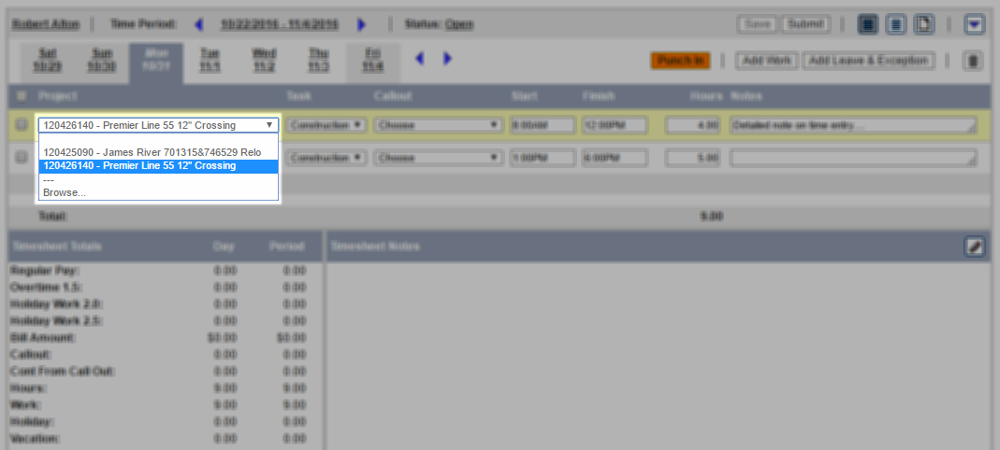 Robert Alton | Time Period: 10/22/2016 - 11/4/2016 | Status: Open Save Submit
Sat Sun Mon Tue Wed Thu Fri
10/29 10/30 10/31 11/1 11/2 11/3 11/4
Punch In Add Work Add Leave & Exception
Project Task Callout Start Finish Hours Notes
120426140 - Premier Line 55 12" Crossing Construction Choose 8:00AM 12:00PM 4.00 Detailed note on time entry...
120425090 - James River 701315&746529 Relo
Construction Choose 1:00PM 6:00PM 5.00
120426140 - Premier Line 55 12" Crossing
---
Browse...
Total: 9.00
Timesheet Totals Day Period Timesheet Notes
Regular Pay: 0.00 0.00
Overtime 1.5: 0.00 0.00
Holiday Work 2.0: 0.00 0.00
Holiday Work 2.5: 0.00 0.00
Bill Amount: $0.00 $0.00
Callout: 0.00 0.00
Cont From Call Out: 0.00 0.00
Hours: 9.00 9.00
Work: 9.00 9.00
Holiday: 0.00 0.00
Vacation: 0.00 0.00